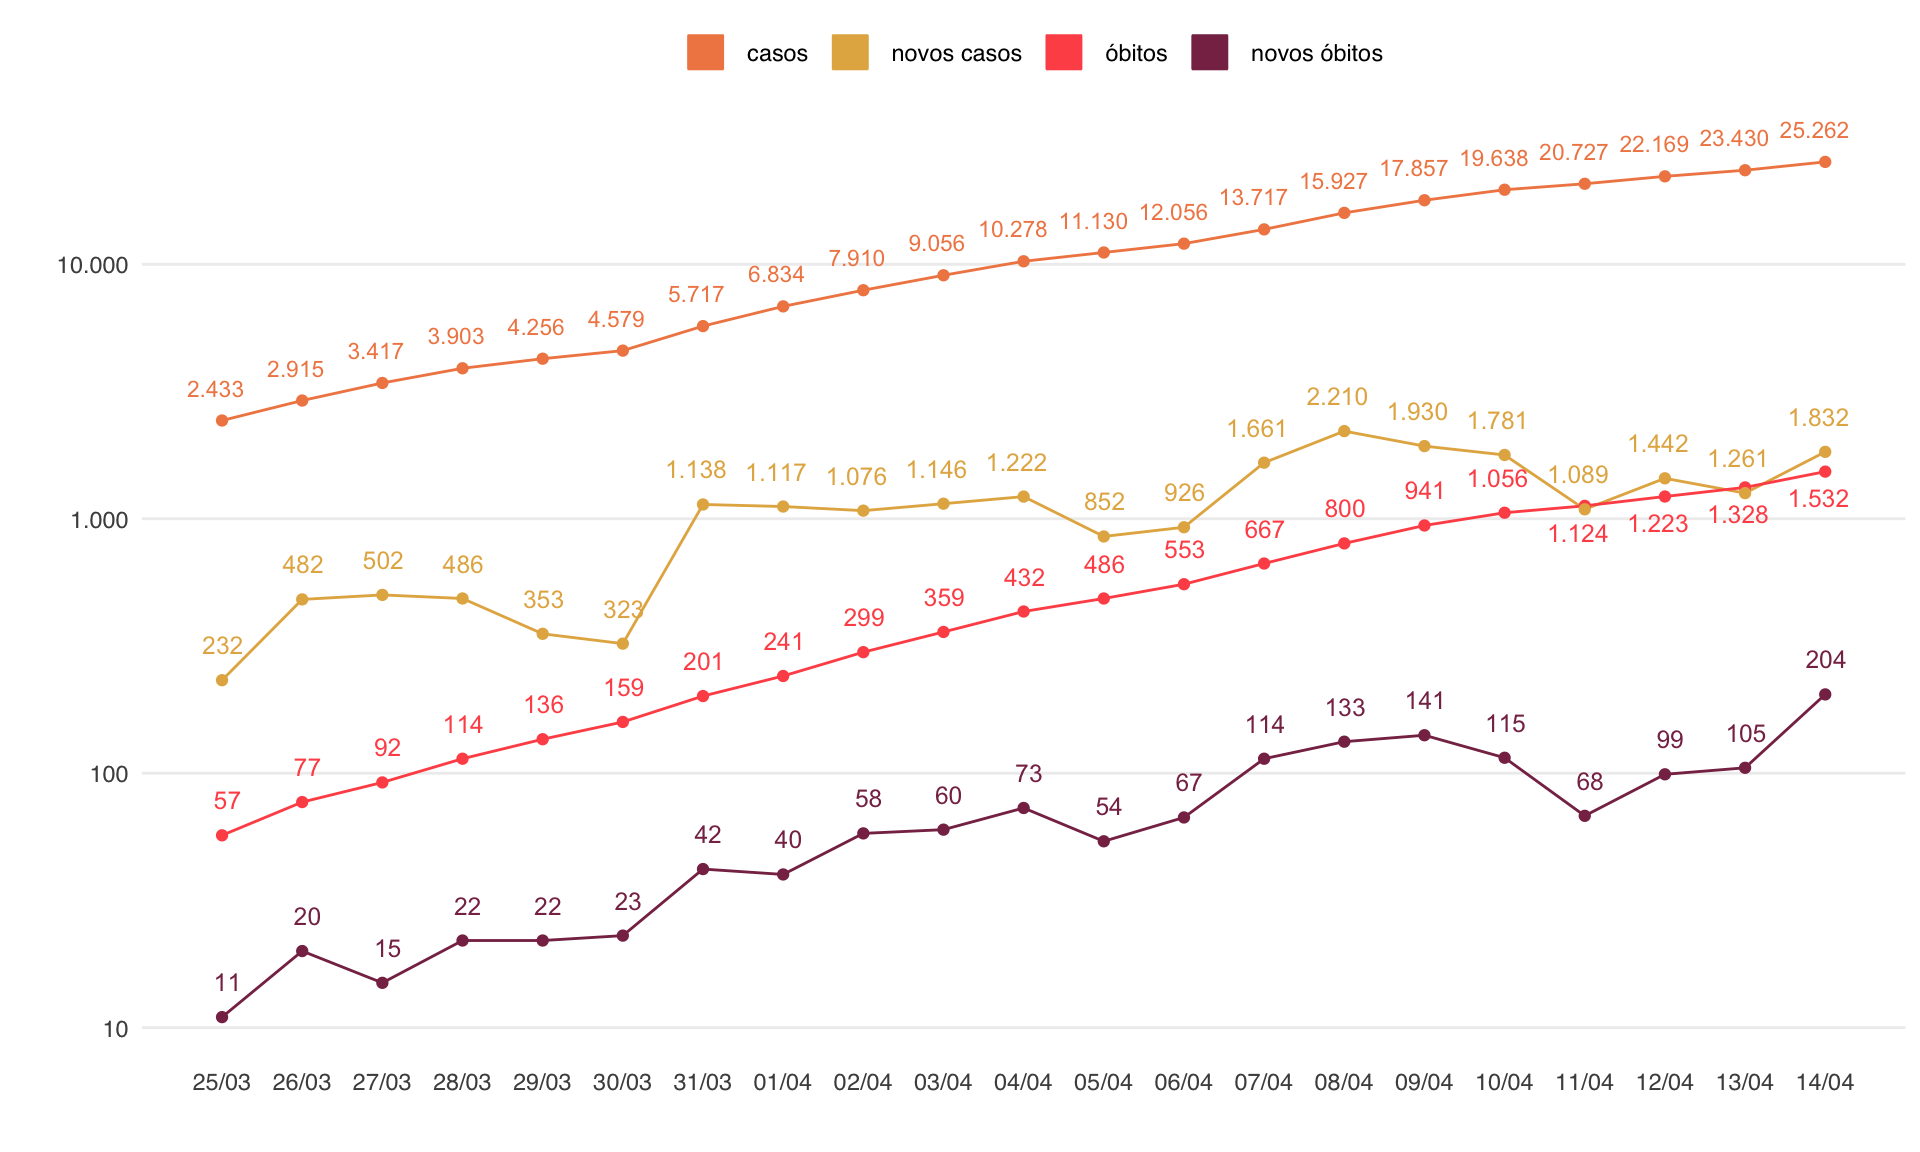 casos novos casos óbitos novos óbitos
2.433 2.915 3.417 3.903 4.256 4.579 5.717 6.834 7.910 9.056 10.278 11.130 12.056 13.717 15.927 17.857 19.638 20.727 22.169 23.430 25.262
10.000
232 482 502 486 353 323 1.138 1.117 1.076 1.146 1.222 852 926 1.661 2.210 1.930 1.781 1.089 1.442 1.261 1.832
1.000
57 77 92 114 136 159 201 241 299 359 432 486 553 667 800 941 1.056 1.124 1.223 1.328 1.532
100
11 20 15 22 22 23 42 40 58 60 73 54 67 114 133 141 115 68 99 105 204
10
25/03 26/03 27/03 28/03 29/03 30/03 31/03 01/04 02/04 03/04 04/04 05/04 06/04 07/04 08/04 09/04 10/04 11/04 12/04 13/04 14/04